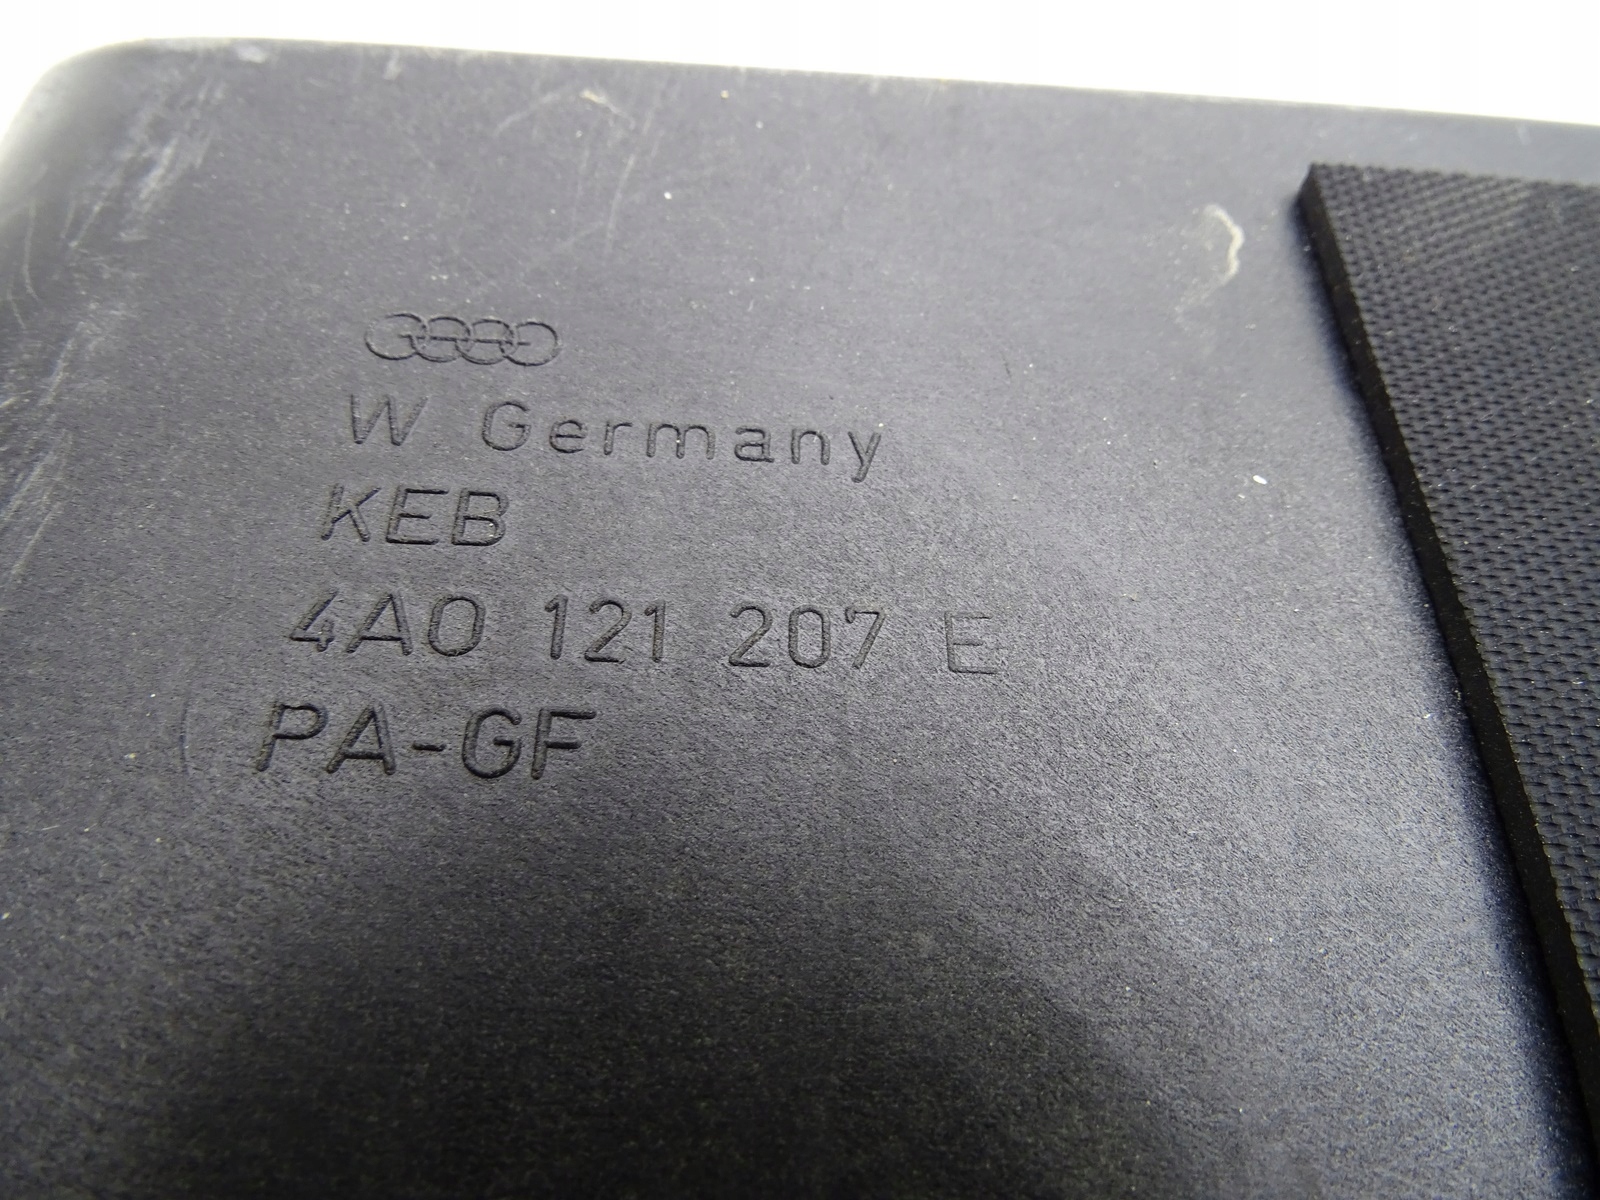 W Germany
KEB
4A0 121 207 E
PA-GF